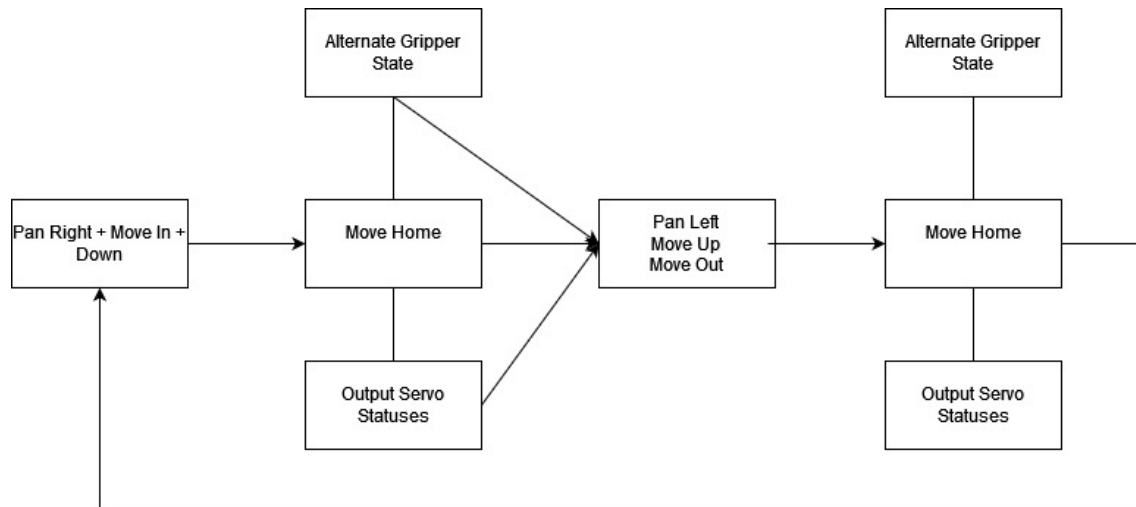 Alternate Gripper
State
Alternate Gripper
State
Pan Right + Move In +
Down
Move Home
Pan Left
Move Up
Move Out
Move Home
Output Servo
Statuses
Output Servo
Statuses